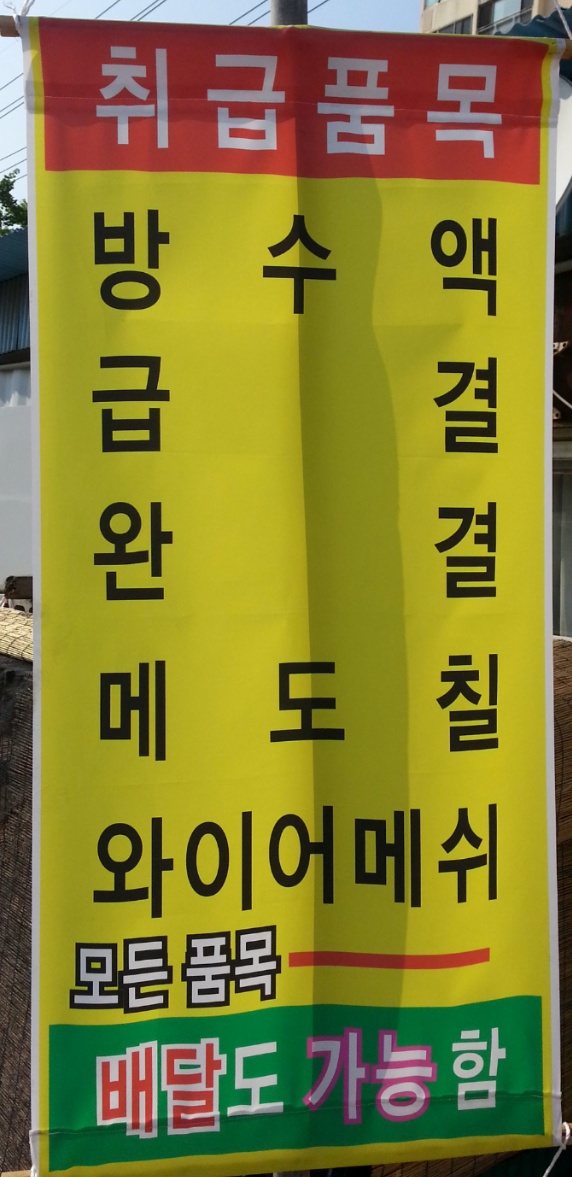 취급품목
방수액
급결
완결
메도칠
와이어메쉬
모든 품목
배달도 가능함